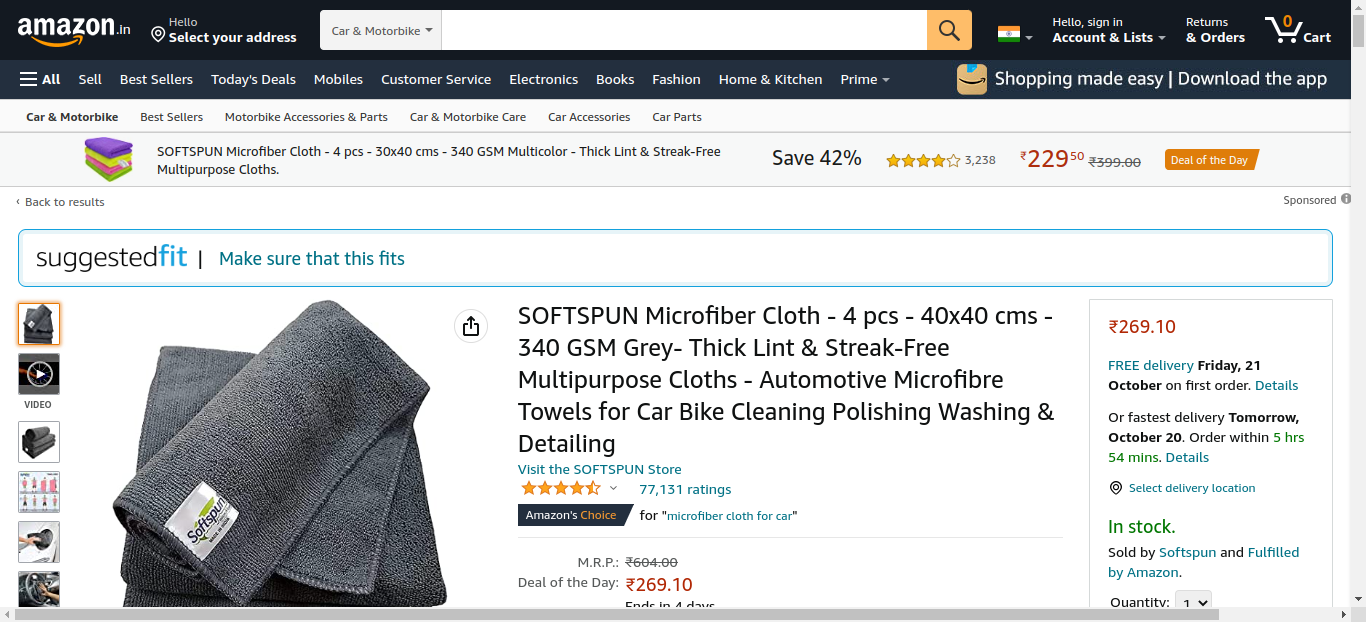 amazon.in
Hello
Select your address
Car & Motorbike
Hello, sign in
Account & Lists
Returns
& Orders
0
Cart
All Sell Best Sellers Today's Deals Mobiles Customer Service Electronics Books Fashion Home & Kitchen Prime
Shopping made easy | Download the app
Car & Motorbike Best Sellers Motorbike Accessories & Parts Car & Motorbike Care Car Accessories Car Parts
SOFTSPUN Microfiber Cloth - 4 pcs - 30x40 cms - 340 GSM Multicolor - Thick Lint & Streak-Free
Multipurpose Cloths.
Save 42%
3,238
₹22950 ₹399.00
Deal of the Day
‹ Back to results
Sponsored
suggestedfit | Make sure that this fits
VIDEO
Softspun
MADE IN INDIA
SOFTSPUN Microfiber Cloth - 4 pcs - 40x40 cms -
340 GSM Grey- Thick Lint & Streak-Free
Multipurpose Cloths - Automotive Microfibre
Towels for Car Bike Cleaning Polishing Washing &
Detailing
Visit the SOFTSPUN Store
77,131 ratings
Amazon's Choice for "microfiber cloth for car"
M.R.P.: ₹604.00
Deal of the Day: ₹269.10
Ends in 4 days
₹269.10
FREE delivery Friday, 21
October on first order. Details
Or fastest delivery Tomorrow,
October 20. Order within 5 hrs
54 mins. Details
Select delivery location
In stock.
Sold by Softspun and Fulfilled
by Amazon.
Quantity: 1